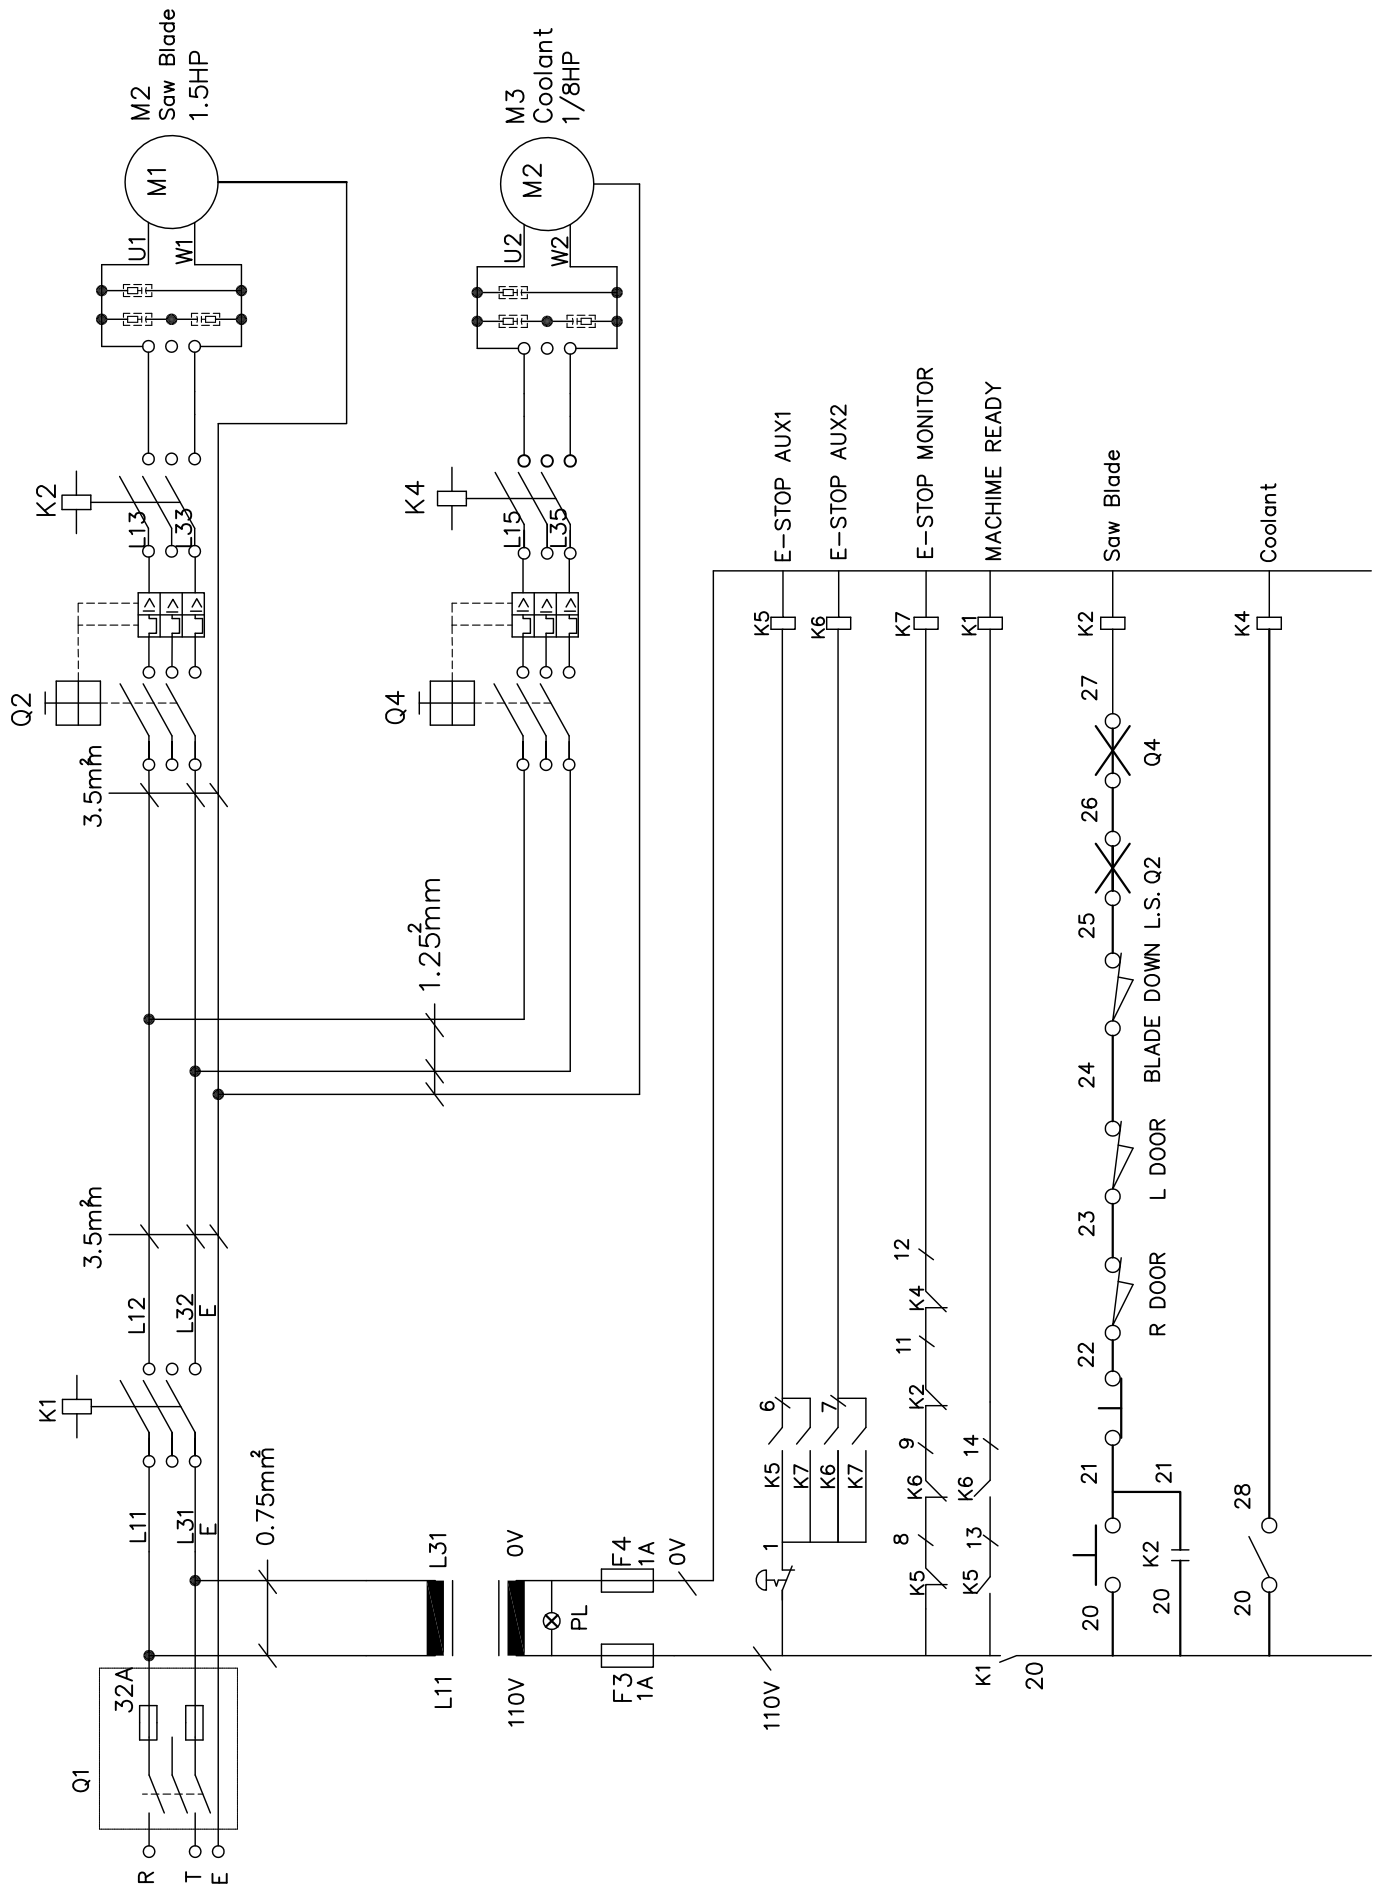 R
T
E
Q1
32A
L11
L31
E
0.75mm²
K1
L12
L32
E
3.5mm²
1.25mm²
3.5mm²
Q2
L13
L33
K2
U1
W1
M1
M2
Saw Blade
1.5HP
Q4
L15
L35
K4
U2
W2
M2
M3
Coolant
1/8HP
L11
L31
110V
0V
PL
F3
1A
F4
1A
0V
110V
1
K5
6
K5
E-STOP AUX1
K7
K6
7
K6
E-STOP AUX2
K7
K5
8
K6
9
K2
11
K4
12
K7
E-STOP MONITOR
K5
13
K6
14
K1
MACHINE READY
K1
20
20
21
22
23
24
25
26
27
K2
Saw Blade
R DOOR
L DOOR
BLADE DOWN L.S.
Q2
Q4
20
K2
21
20
28
K4
Coolant